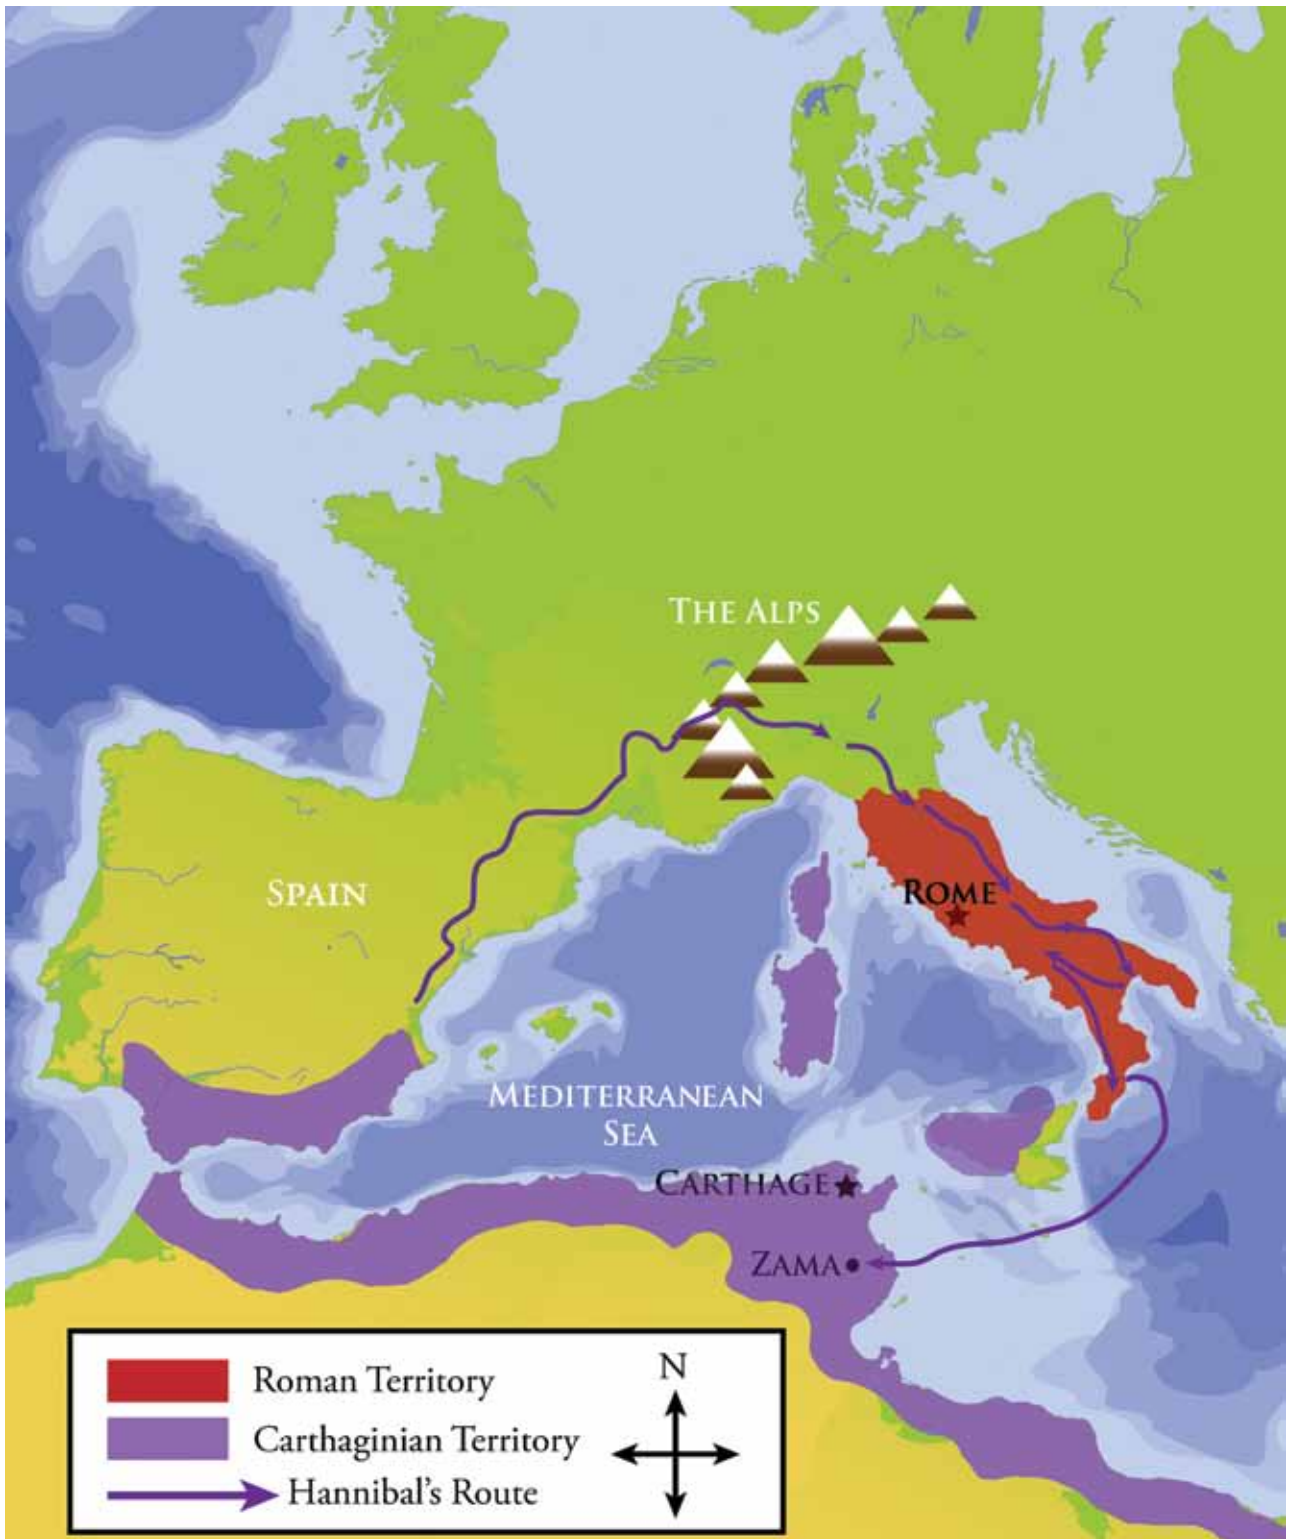 THE ALPS
SPAIN
ROME
MEDITERRANEAN
SEA
CARTHAGE
ZAMA
Roman Territory
Carthaginian Territory
Hannibal's Route
N